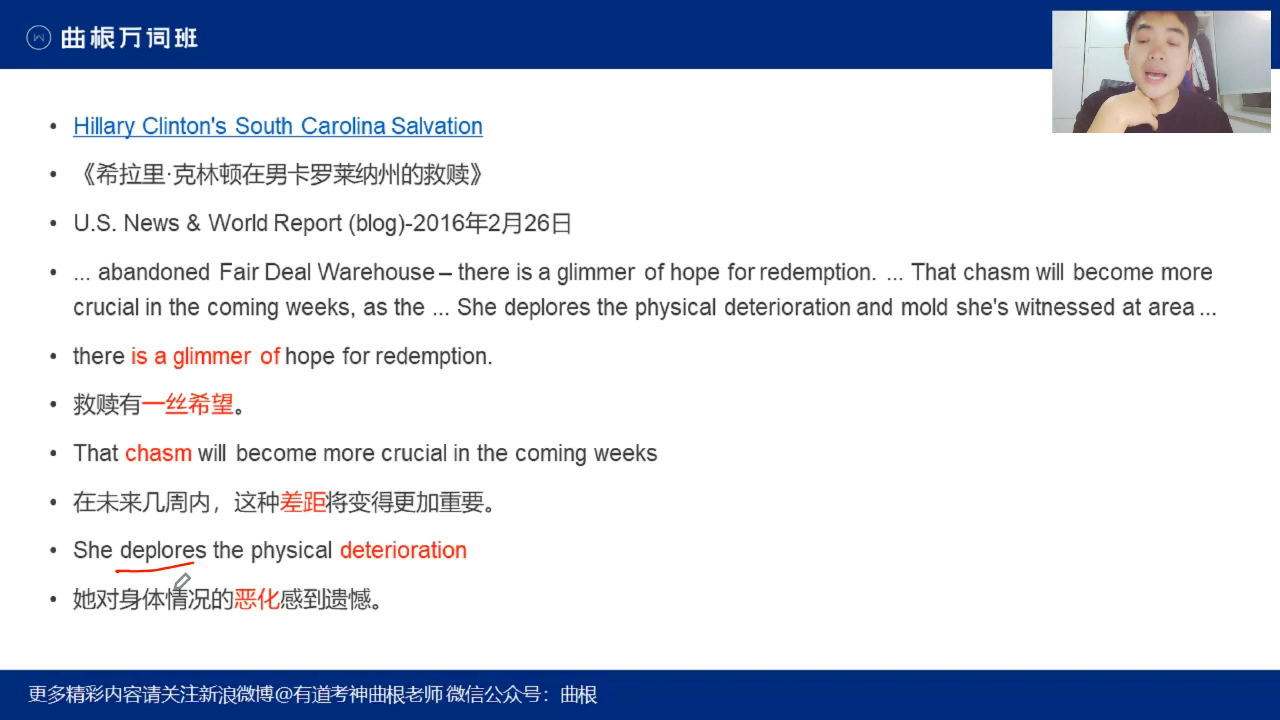 曲根万词班
Hillary Clinton's South Carolina Salvation
《希拉里·克林顿在男卡罗莱纳州的救赎》
U.S. News & World Report (blog)-2016年2月26日
... abandoned Fair Deal Warehouse – there is a glimmer of hope for redemption. ... That chasm will become more
crucial in the coming weeks, as the ... She deplores the physical deterioration and mold she's witnessed at area ...
there is a glimmer of hope for redemption.
救赎有一丝希望。
That chasm will become more crucial in the coming weeks
在未来几周内，这种差距将变得更加重要。
She deplores the physical deterioration
她对身体情况的恶化感到遗憾。
更多精彩内容请关注新浪微博@有道考神曲根老师 微信公众号：曲根